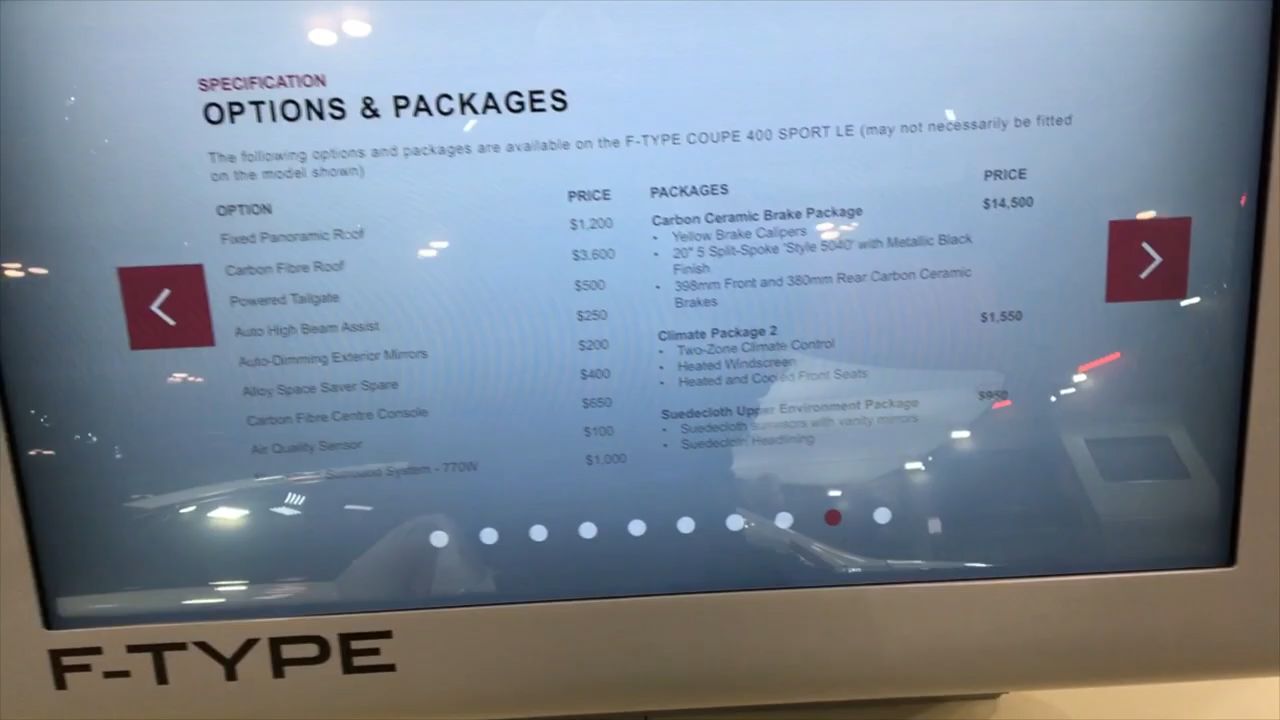 SPECIFICATION
OPTIONS & PACKAGES
The following options and packages are available on the F-TYPE COUPE 400 SPORT LE (may not necessarily be fitted
on the model shown)
OPTION PRICE
Fixed Panoramic Roof $1,200
Carbon Fibre Roof $3,600
Powered Tailgate $500
Auto High Beam Assist $250
Auto-Dimming Exterior Mirrors $200
Alloy Space Saver Spare $400
Carbon Fibre Centre Console $650
Air Quality Sensor $100
Surround System - 770W $1,000
PACKAGES PRICE
Carbon Ceramic Brake Package $14,500
• Yellow Brake Calipers
• 20" 5 Split-Spoke 'Style 5040' with Metallic Black
Finish
• 398mm Front and 380mm Rear Carbon Ceramic
Brakes
Climate Package 2 $1,550
• Two-Zone Climate Control
• Heated Windscreen
• Heated and Cooled Front Seats
Suedecloth Upper Environment Package $950
• Suedecloth sunvisors with vanity mirrors
• Suedecloth Headlining
F-TYPE